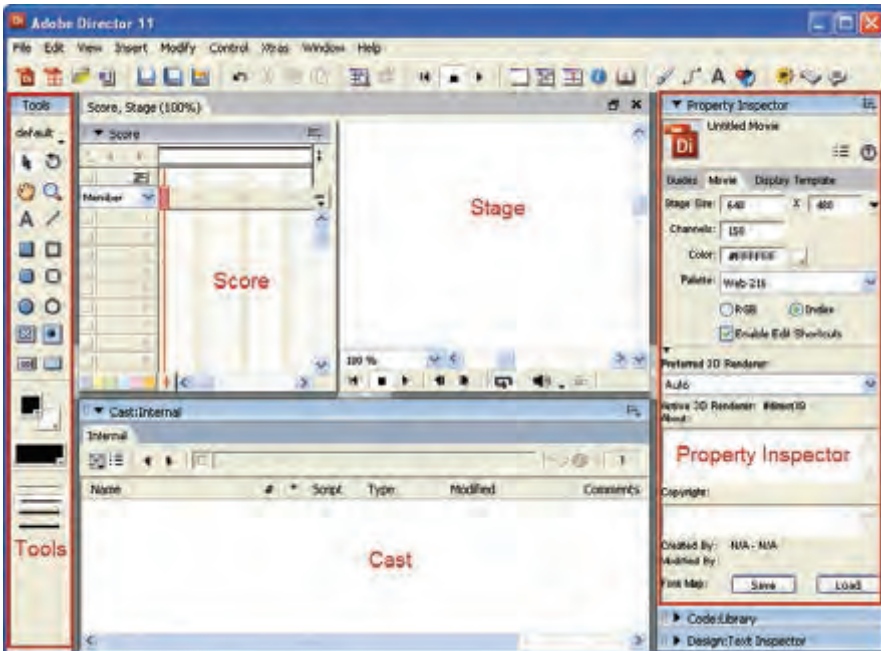 Adobe Director 11
File Edit View Insert Modify Control Xtras Window Help
Tools
default
Tools
Score, Stage (100%)
Score
Member
Score
Stage
100 %
Cast:Internal
Internal
Name # * Script Type Modified Comments
Cast
Property Inspector
Untitled Movie
Guides Movie Display Template
Stage Size: 640 X 480
Channels: 150
Color: #FFFFFF
Palette: Web 216
RGB Index
Enable Edit Shortcuts
Preferred 3D Renderer:
Auto
Active 3D Renderer:
About:
Property Inspector
Copyright:
Created By: N/A - N/A
Modified By:
Font Map: Save Load
Code:Library
Design:Text Inspector